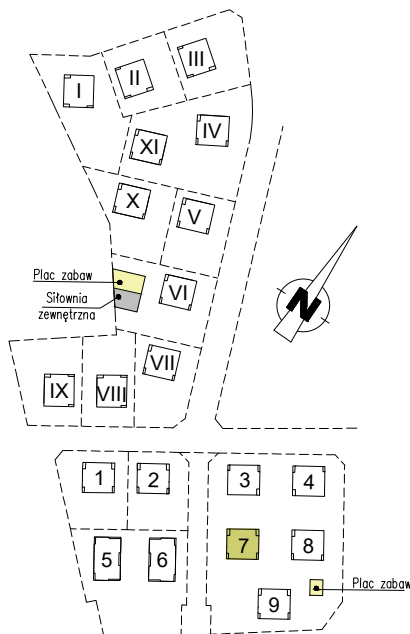 III
II
I
IV
XI
X
V
Plac zabaw
Siłownia
zewnętrzna
VI
N
VII
IX
VIII
1
2
3
4
5
6
7
8
Plac zabaw
9